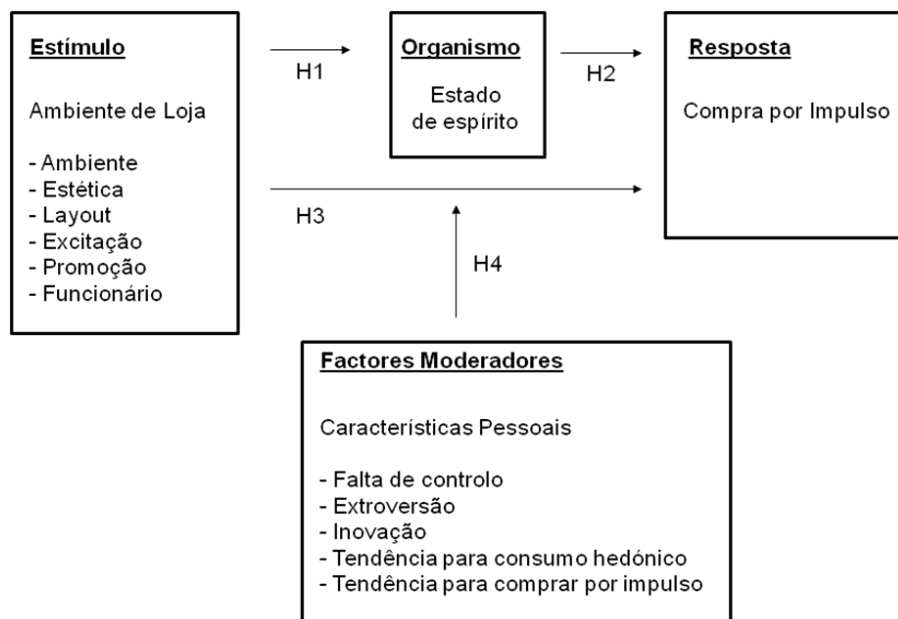 Estímulo
Ambiente de Loja
- Ambiente
- Estética
- Layout
- Excitação
- Promoção
- Funcionário
H1
Organismo
Estado
de espírito
H2
Resposta
Compra por Impulso
H3
H4
Factores Moderadores
Características Pessoais
- Falta de controlo
- Extroversão
- Inovação
- Tendência para consumo hedónico
- Tendência para comprar por impulso